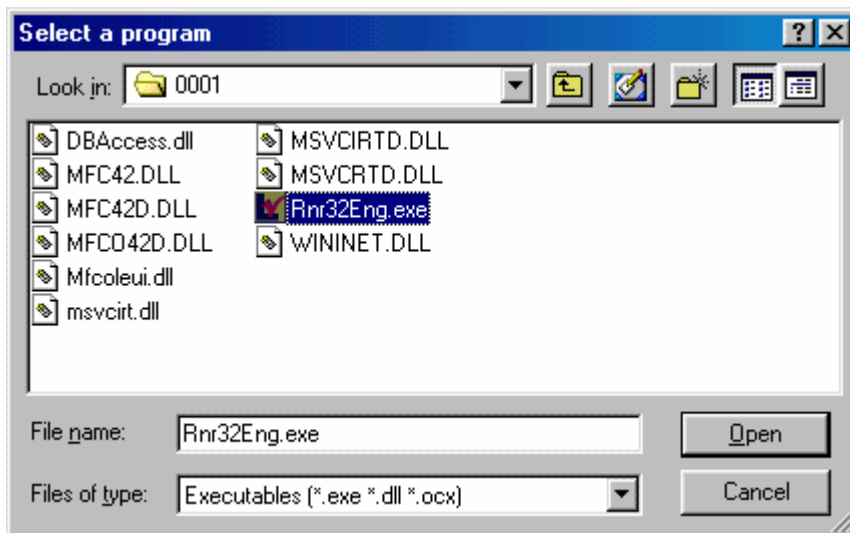 Select a program
Look in: 0001
DBAccess.dll
MFC42.DLL
MFC42D.DLL
MFCO42D.DLL
Mfcoleui.dll
msvcirt.dll
MSVCIRTD.DLL
MSVCRTD.DLL
Rnr32Eng.exe
WININET.DLL
File name: Rnr32Eng.exe
Open
Files of type: Executables (*.exe *.dll *.ocx)
Cancel